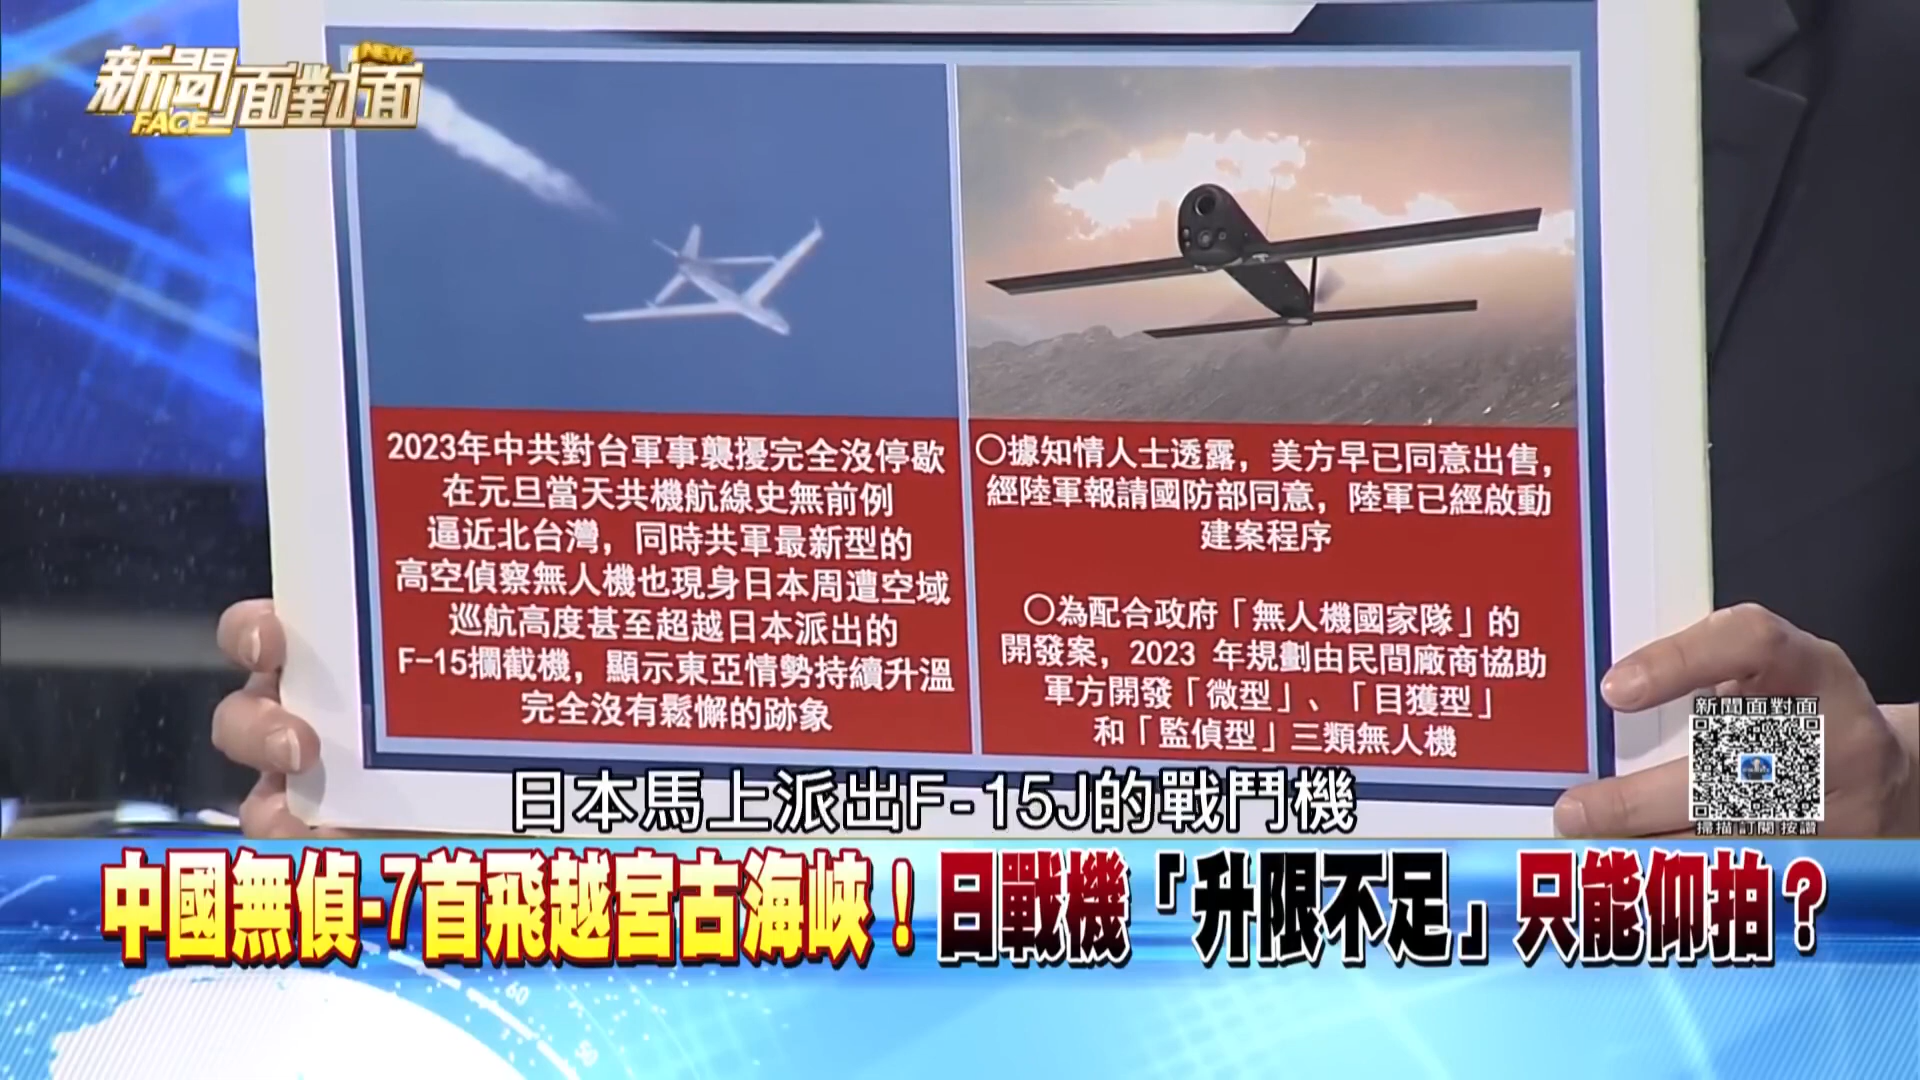 新聞面對面
NEWS
FACE
2023年中共對台軍事襲擾完全沒停歇
在元旦當天共機航線史無前例
逼近北台灣，同時共軍最新型的
高空偵察無人機也現身日本周遭空域
巡航高度甚至超越日本派出的
F-15攔截機，顯示東亞情勢持續升溫
完全沒有鬆懈的跡象
〇據知情人士透露，美方早已同意出售，
經陸軍報請國防部同意，陸軍已經啟動
建案程序
〇為配合政府「無人機國家隊」的
開發案，2023 年規劃由民間廠商協助
軍方開發「微型」、「目獲型」
和「監偵型」三類無人機
新聞面對面
掃描訂閱按讚
日本馬上派出F-15J的戰鬥機
中國無偵-7首飛越宮古海峽！日戰機「升限不足」只能仰拍？
60
50